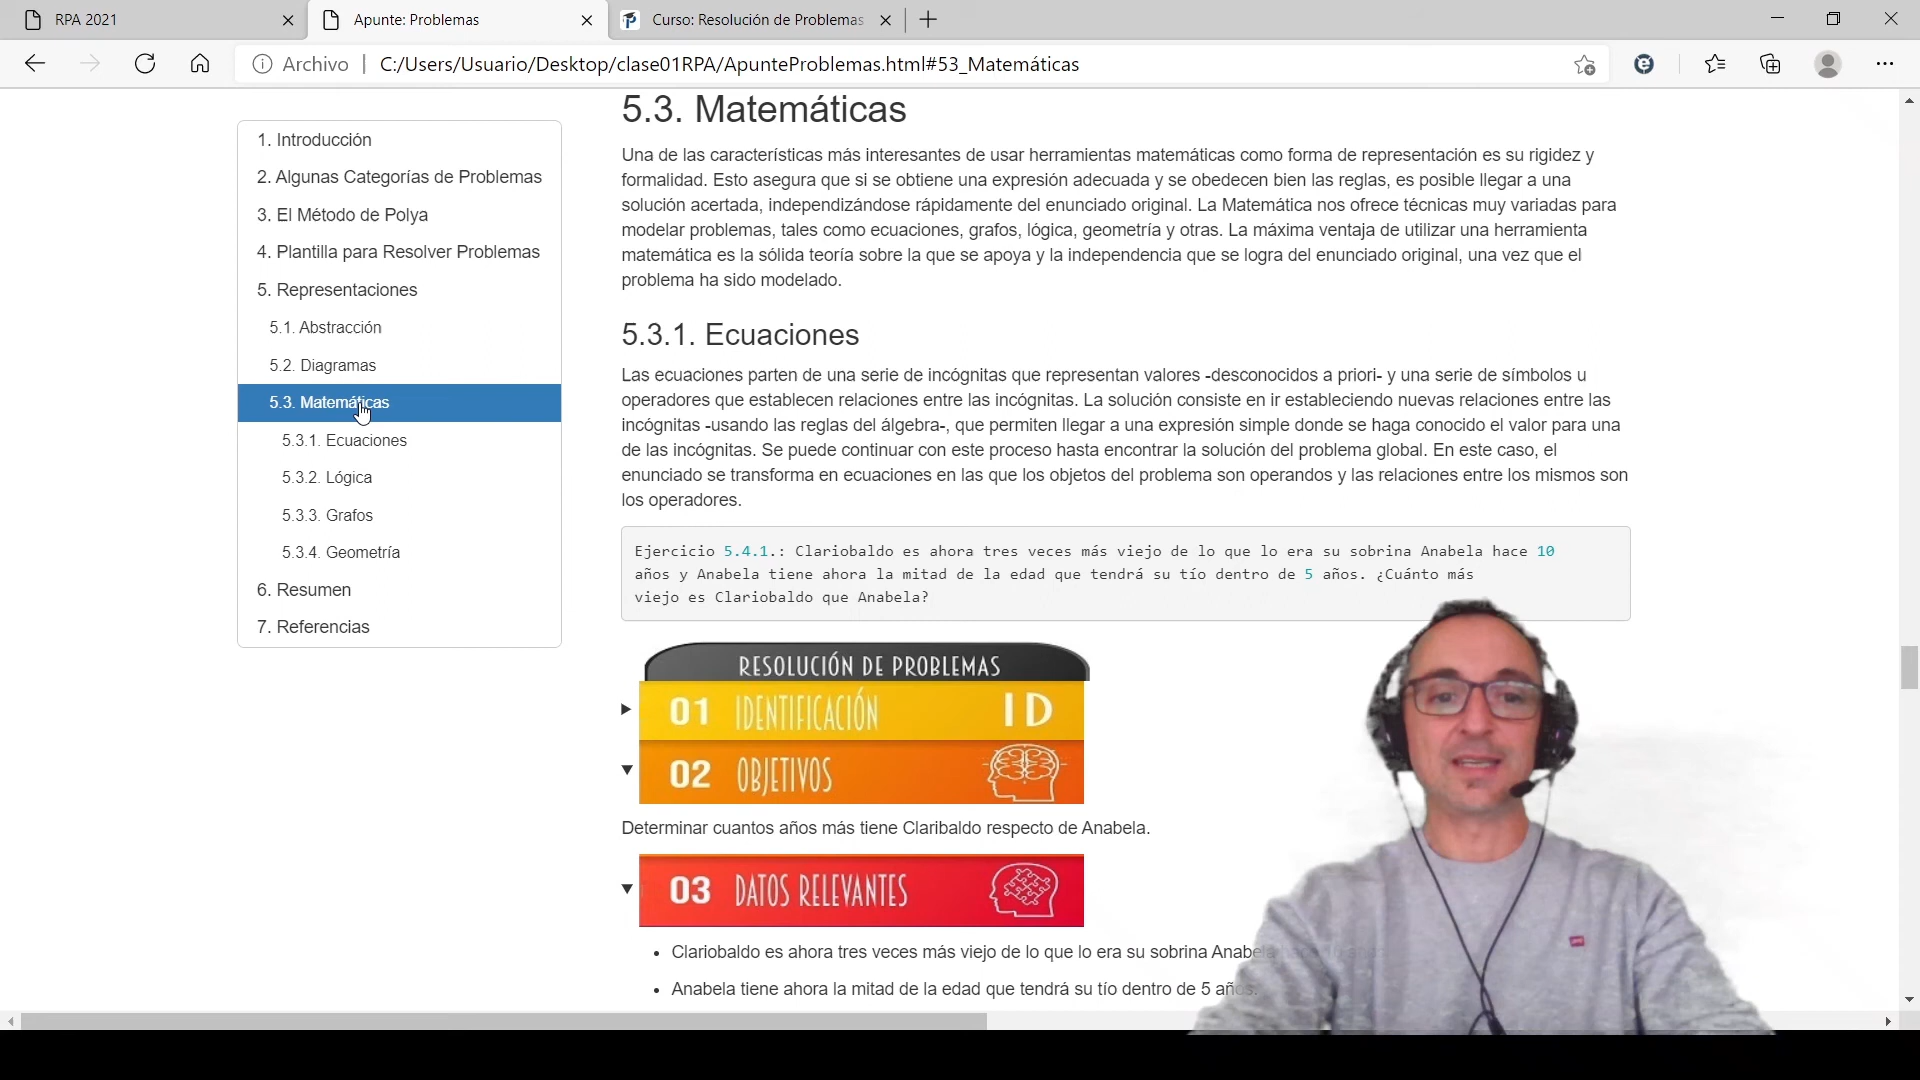 RPA 2021
Apunte: Problemas
Curso: Resolución de Problemas
Archivo | C:/Users/Usuario/Desktop/clase01RPA/ApunteProblemas.html#53_Matemáticas
1. Introducción
2. Algunas Categorías de Problemas
3. El Método de Polya
4. Plantilla para Resolver Problemas
5. Representaciones
5.1. Abstracción
5.2. Diagramas
5.3. Matemáticas
5.3.1. Ecuaciones
5.3.2. Lógica
5.3.3. Grafos
5.3.4. Geometría
6. Resumen
7. Referencias
5.3. Matemáticas
Una de las características más interesantes de usar herramientas matemáticas como forma de representación es su rigidez y
formalidad. Esto asegura que si se obtiene una expresión adecuada y se obedecen bien las reglas, es posible llegar a una
solución acertada, independizándose rápidamente del enunciado original. La Matemática nos ofrece técnicas muy variadas para
modelar problemas, tales como ecuaciones, grafos, lógica, geometría y otras. La máxima ventaja de utilizar una herramienta
matemática es la sólida teoría sobre la que se apoya y la independencia que se logra del enunciado original, una vez que el
problema ha sido modelado.
5.3.1. Ecuaciones
Las ecuaciones parten de una serie de incógnitas que representan valores -desconocidos a priori- y una serie de símbolos u
operadores que establecen relaciones entre las incógnitas. La solución consiste en ir estableciendo nuevas relaciones entre las
incógnitas -usando las reglas del álgebra-, que permiten llegar a una expresión simple donde se haga conocido el valor para una
de las incógnitas. Se puede continuar con este proceso hasta encontrar la solución del problema global. En este caso, el
enunciado se transforma en ecuaciones en las que los objetos del problema son operandos y las relaciones entre los mismos son
los operadores.
Ejercicio 5.4.1.: Clariobaldo es ahora tres veces más viejo de lo que lo era su sobrina Anabela hace 10
años y Anabela tiene ahora la mitad de la edad que tendrá su tío dentro de 5 años. ¿Cuánto más
viejo es Clariobaldo que Anabela?
RESOLUCIÓN DE PROBLEMAS
01 IDENTIFICACIÓN ID
02 OBJETIVOS
Determinar cuantos años más tiene Claribaldo respecto de Anabela.
03 DATOS RELEVANTES
• Clariobaldo es ahora tres veces más viejo de lo que lo era su sobrina Anabela
• Anabela tiene ahora la mitad de la edad que tendrá su tío dentro de 5 años.